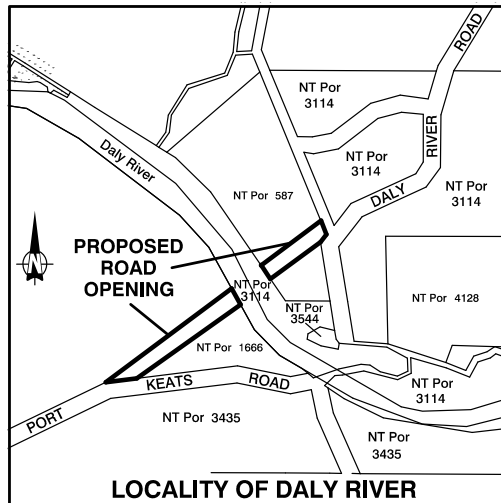 ROAD
NT Por
3114
Daly River
NT Por
3114
RIVER
NT Por
3114
NT Por 587
DALY
PROPOSED
ROAD
OPENING
N
NT Por
3114
NT Por
3544
NT Por 4128
NT Por 1666
KEATS
ROAD
NT Por
3114
PORT
NT Por 3435
NT Por
3435
LOCALITY OF DALY RIVER